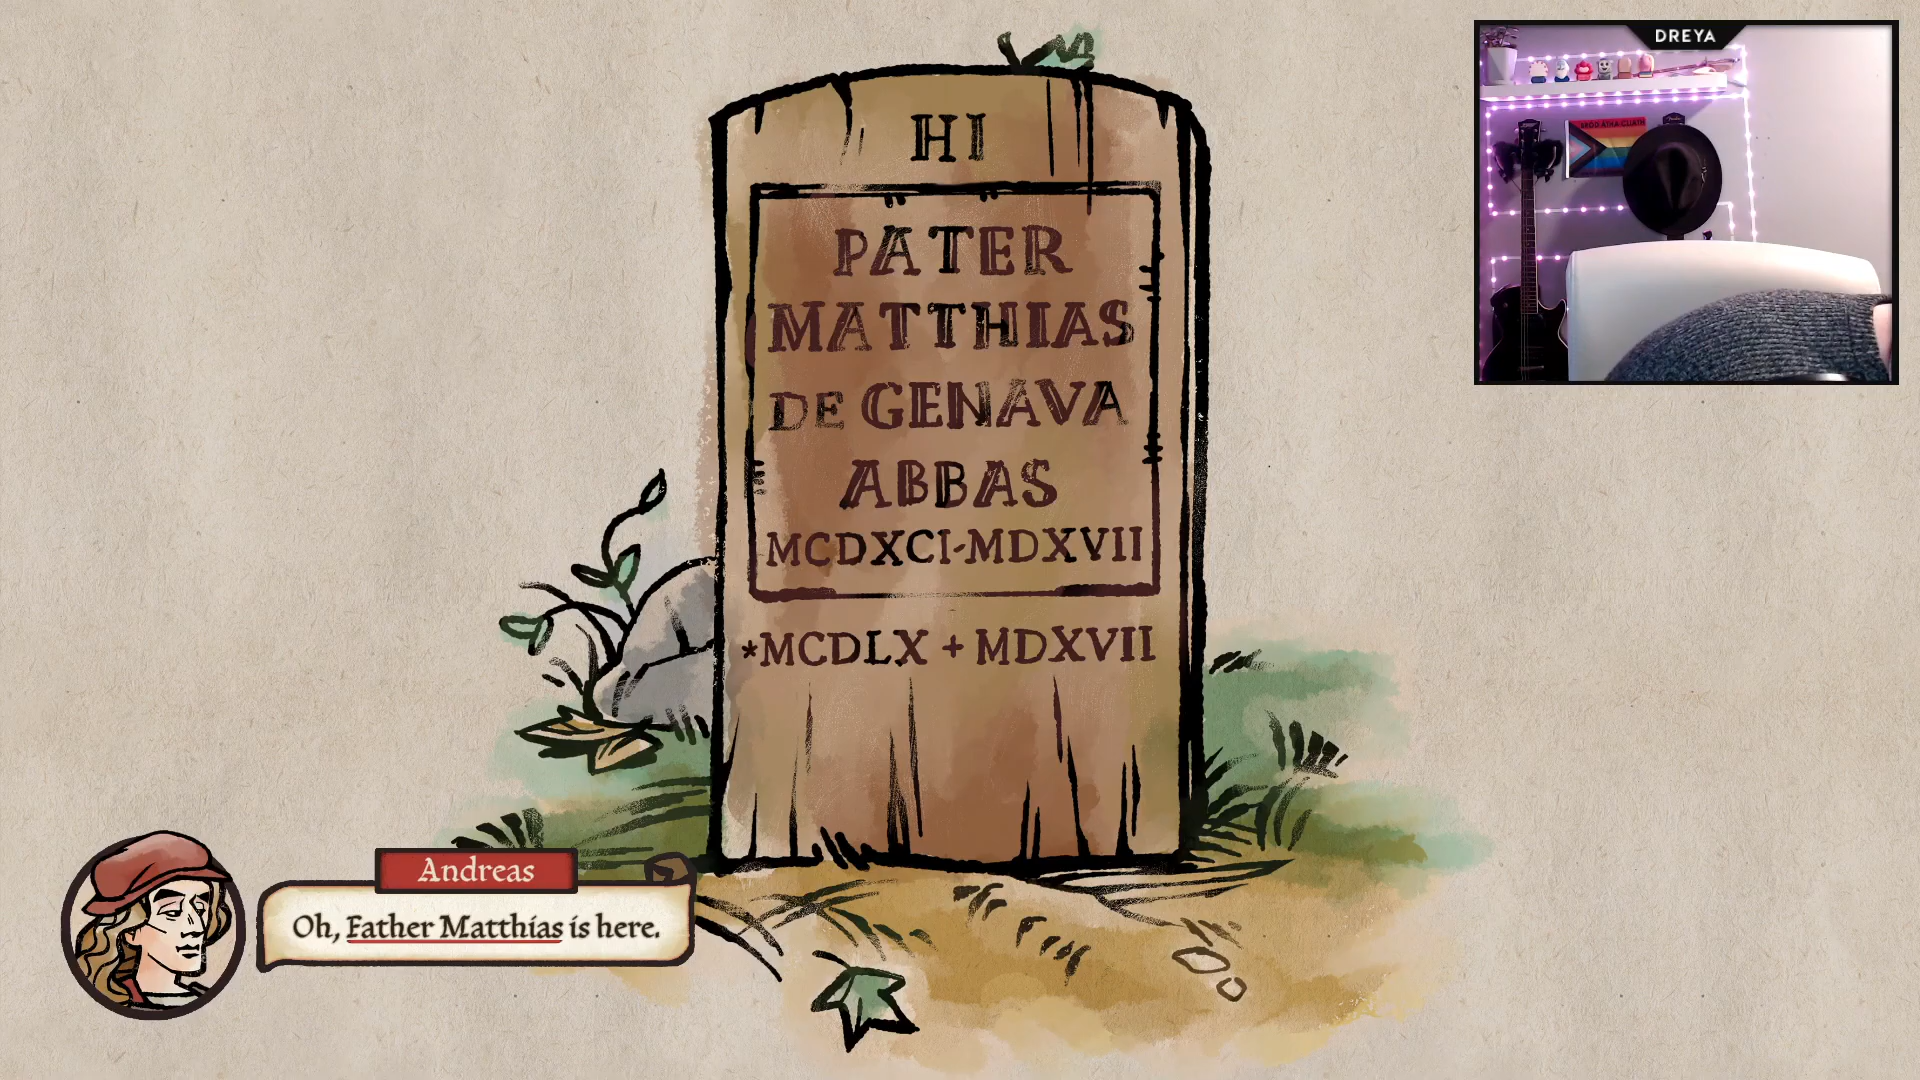 HI
PATER
MATTHIAS
DE GENAVA
ABBAS
MCDXCI-MDXVII
*MCDLX + MDXVII
Andreas
Oh, Father Matthias is here.
DREYA